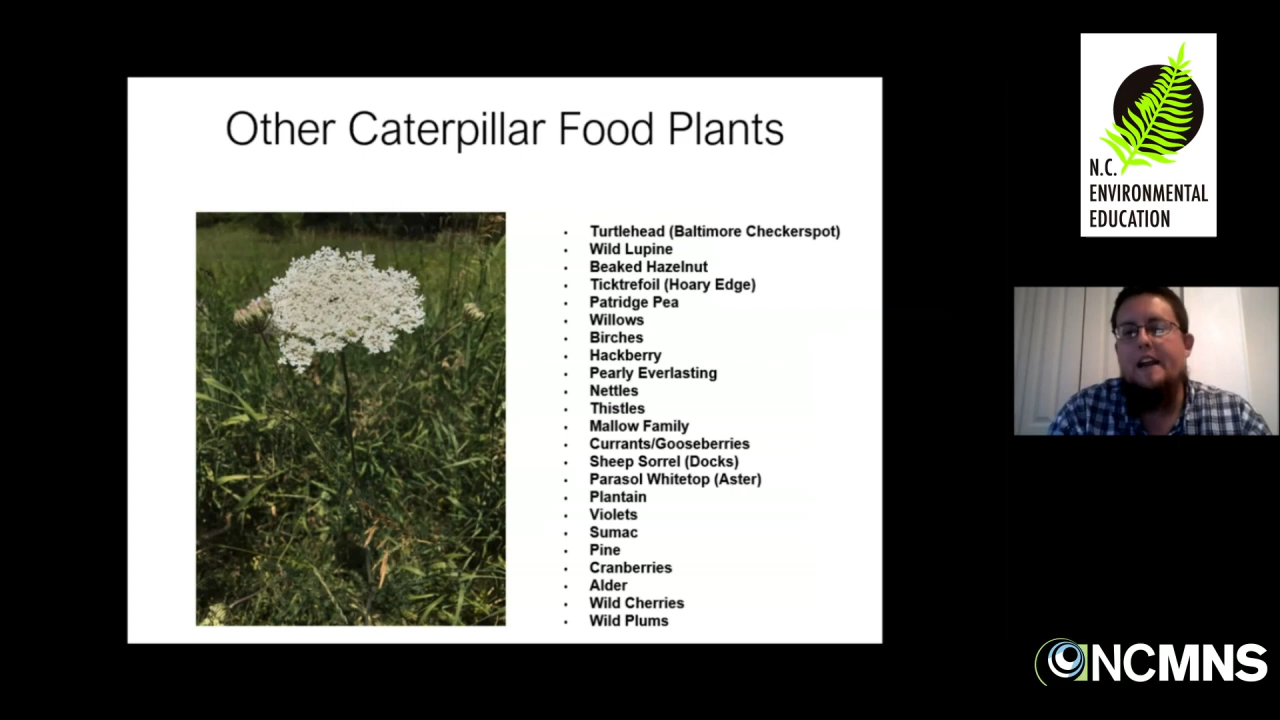 Other Caterpillar Food Plants
• Turtlehead (Baltimore Checkerspot)
• Wild Lupine
• Beaked Hazelnut
• Ticktrefoil (Hoary Edge)
• Patridge Pea
• Willows
• Birches
• Hackberry
• Pearly Everlasting
• Nettles
• Thistles
• Mallow Family
• Currants/Gooseberries
• Sheep Sorrel (Docks)
• Parasol Whitetop (Aster)
• Plantain
• Violets
• Sumac
• Pine
• Cranberries
• Alder
• Wild Cherries
• Wild Plums
N.C.
ENVIRONMENTAL
EDUCATION
NCMNS